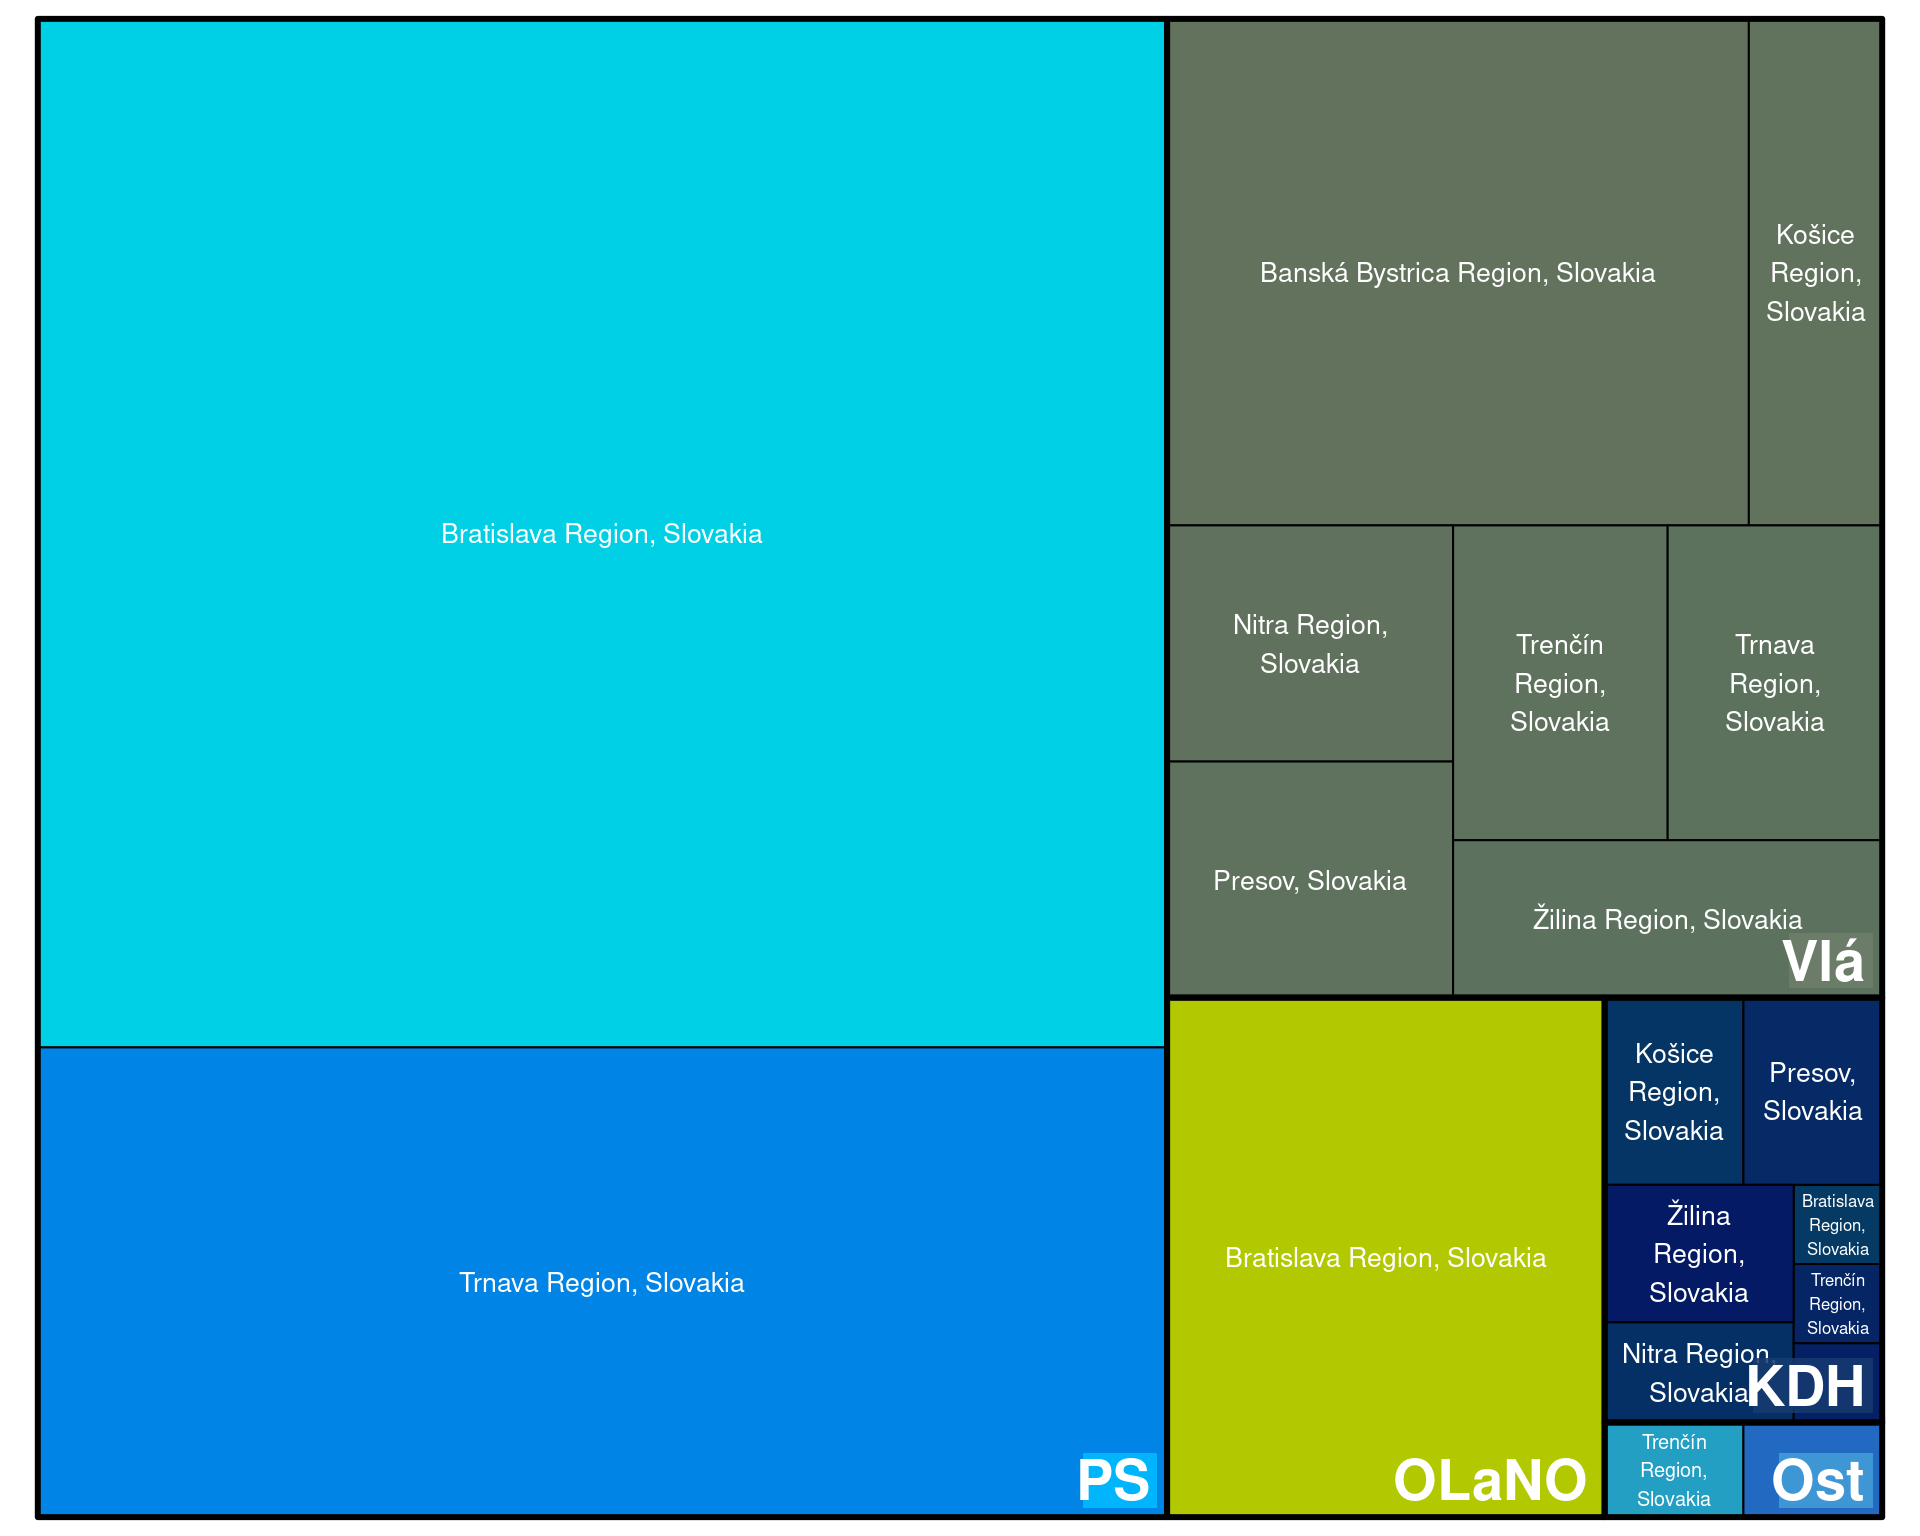 Bratislava Region, Slovakia
Trnava Region, Slovakia
PS
Banská Bystrica Region, Slovakia
Košice
Region,
Slovakia
Nitra Region,
Slovakia
Trenčín
Region,
Slovakia
Trnava
Region,
Slovakia
Presov, Slovakia
Žilina Region, Slovakia
Vlá
Bratislava Region, Slovakia
OLaNO
Košice
Region,
Slovakia
Presov,
Slovakia
Žilina
Region,
Slovakia
Bratislava
Region,
Slovakia
Trenčín
Region,
Slovakia
Nitra Region,
Slovakia
KDH
Trenčín
Region,
Slovakia
Ost